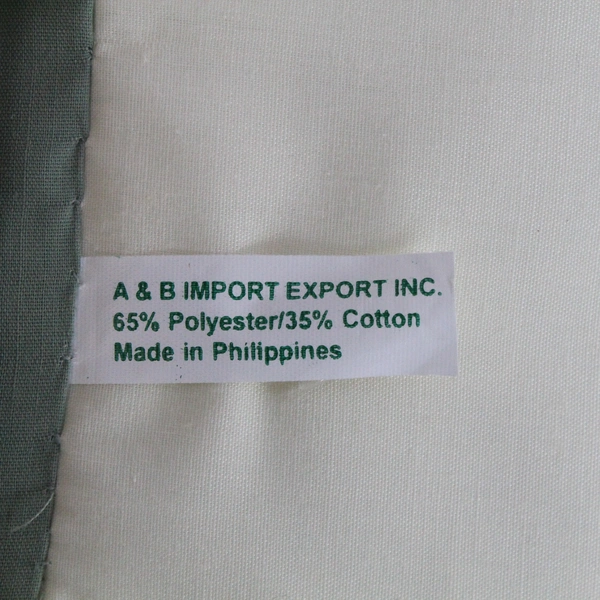 A & B IMPORT EXPORT INC.
65% Polyester/35% Cotton
Made in Philippines